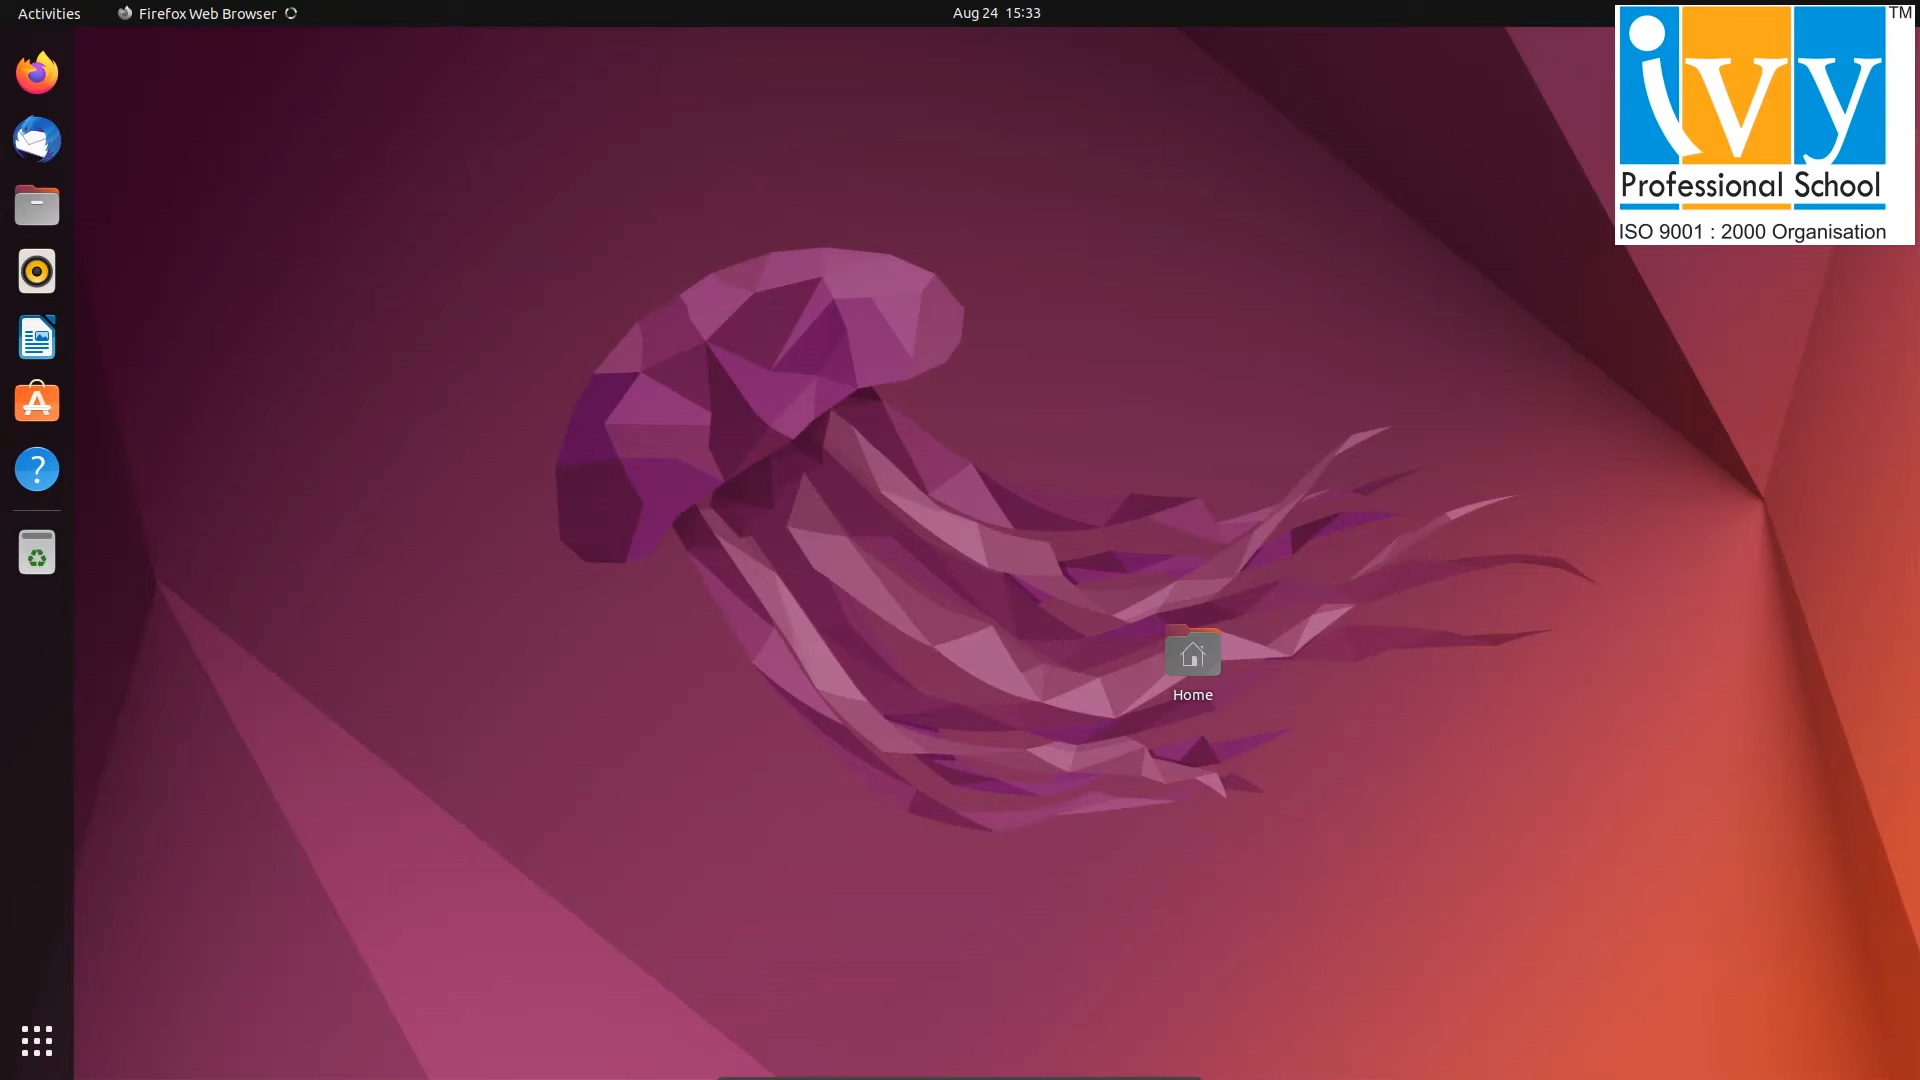 Activities
Firefox Web Browser
Aug 24 15:33
TM
ivy
Professional School
ISO 9001 : 2000 Organisation
Home